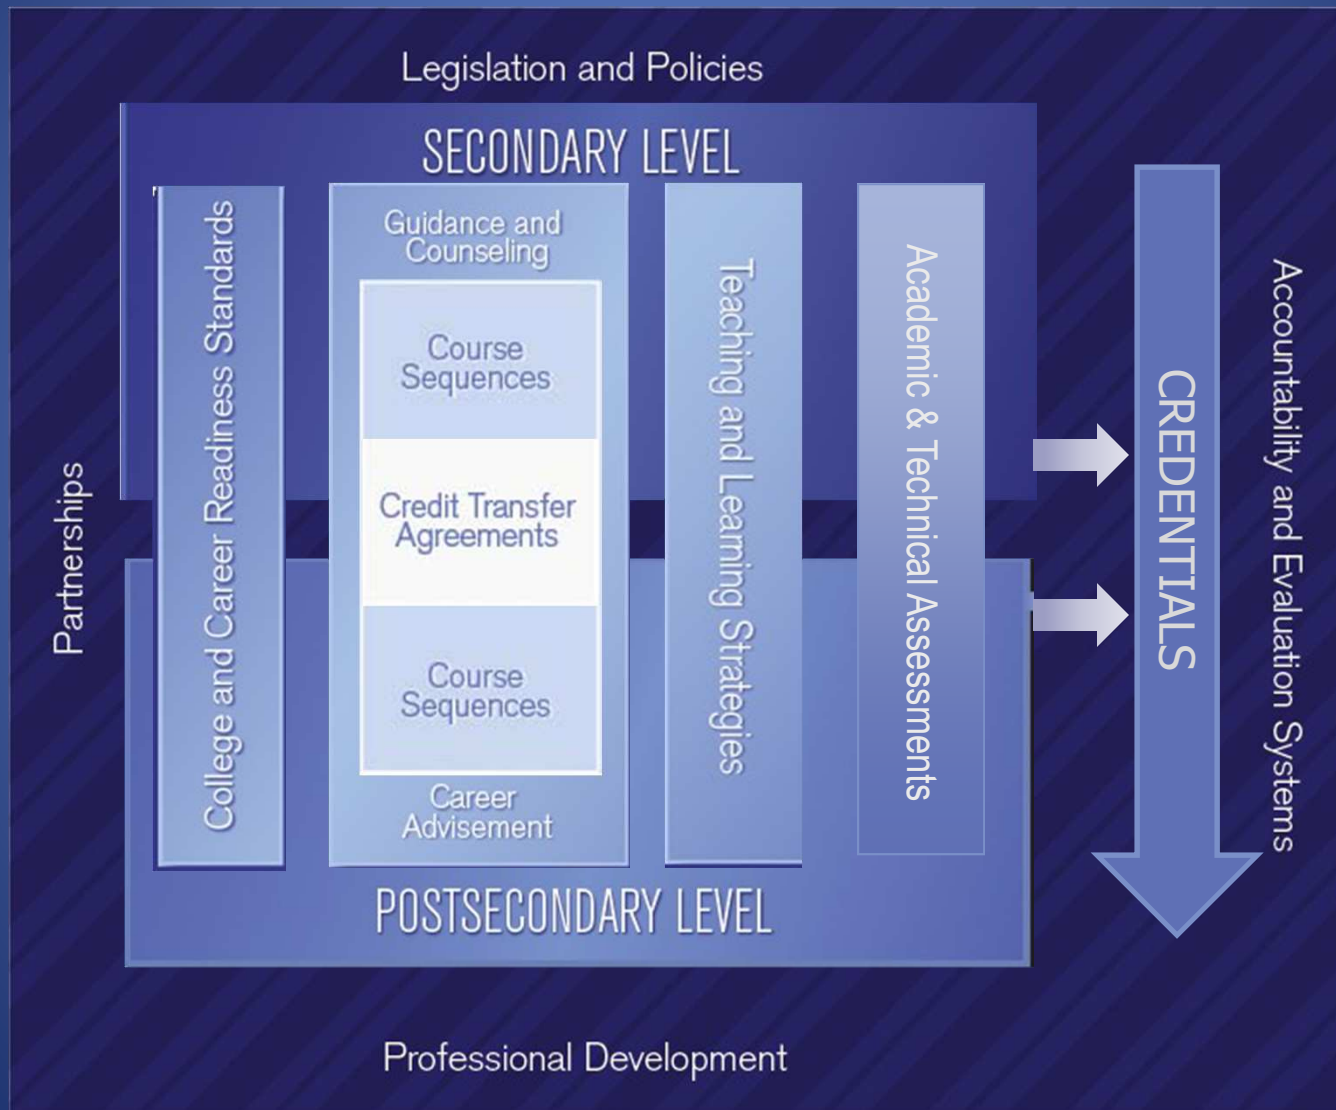 Legislation and Policies
SECONDARY LEVEL
Partnerships
College and Career Readiness Standards
Guidance and
Counseling
Course
Sequences
Credit Transfer
Agreements
Course
Sequences
Career
Advisement
Teaching and Learning Strategies
Academic & Technical Assessments
CREDENTIALS
Accountability and Evaluation Systems
POSTSECONDARY LEVEL
Professional Development